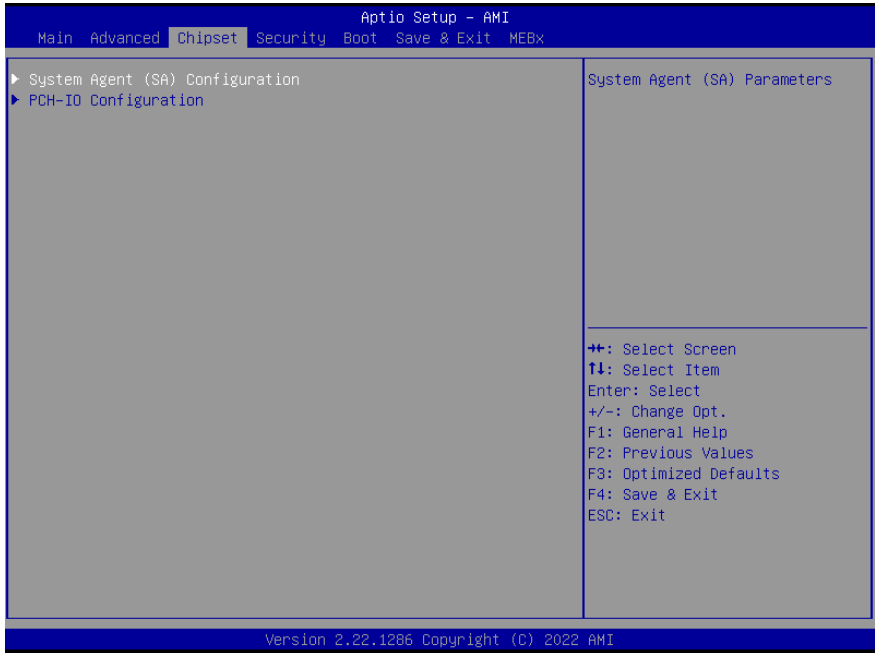 Aptio Setup – AMI
Main Advanced Chipset Security Boot Save & Exit MEBx
▶ System Agent (SA) Configuration
▶ PCH-IO Configuration
System Agent (SA) Parameters
→←: Select Screen
↑↓: Select Item
Enter: Select
+/-: Change Opt.
F1: General Help
F2: Previous Values
F3: Optimized Defaults
F4: Save & Exit
ESC: Exit
Version 2.22.1286 Copyright (C) 2022 AMI